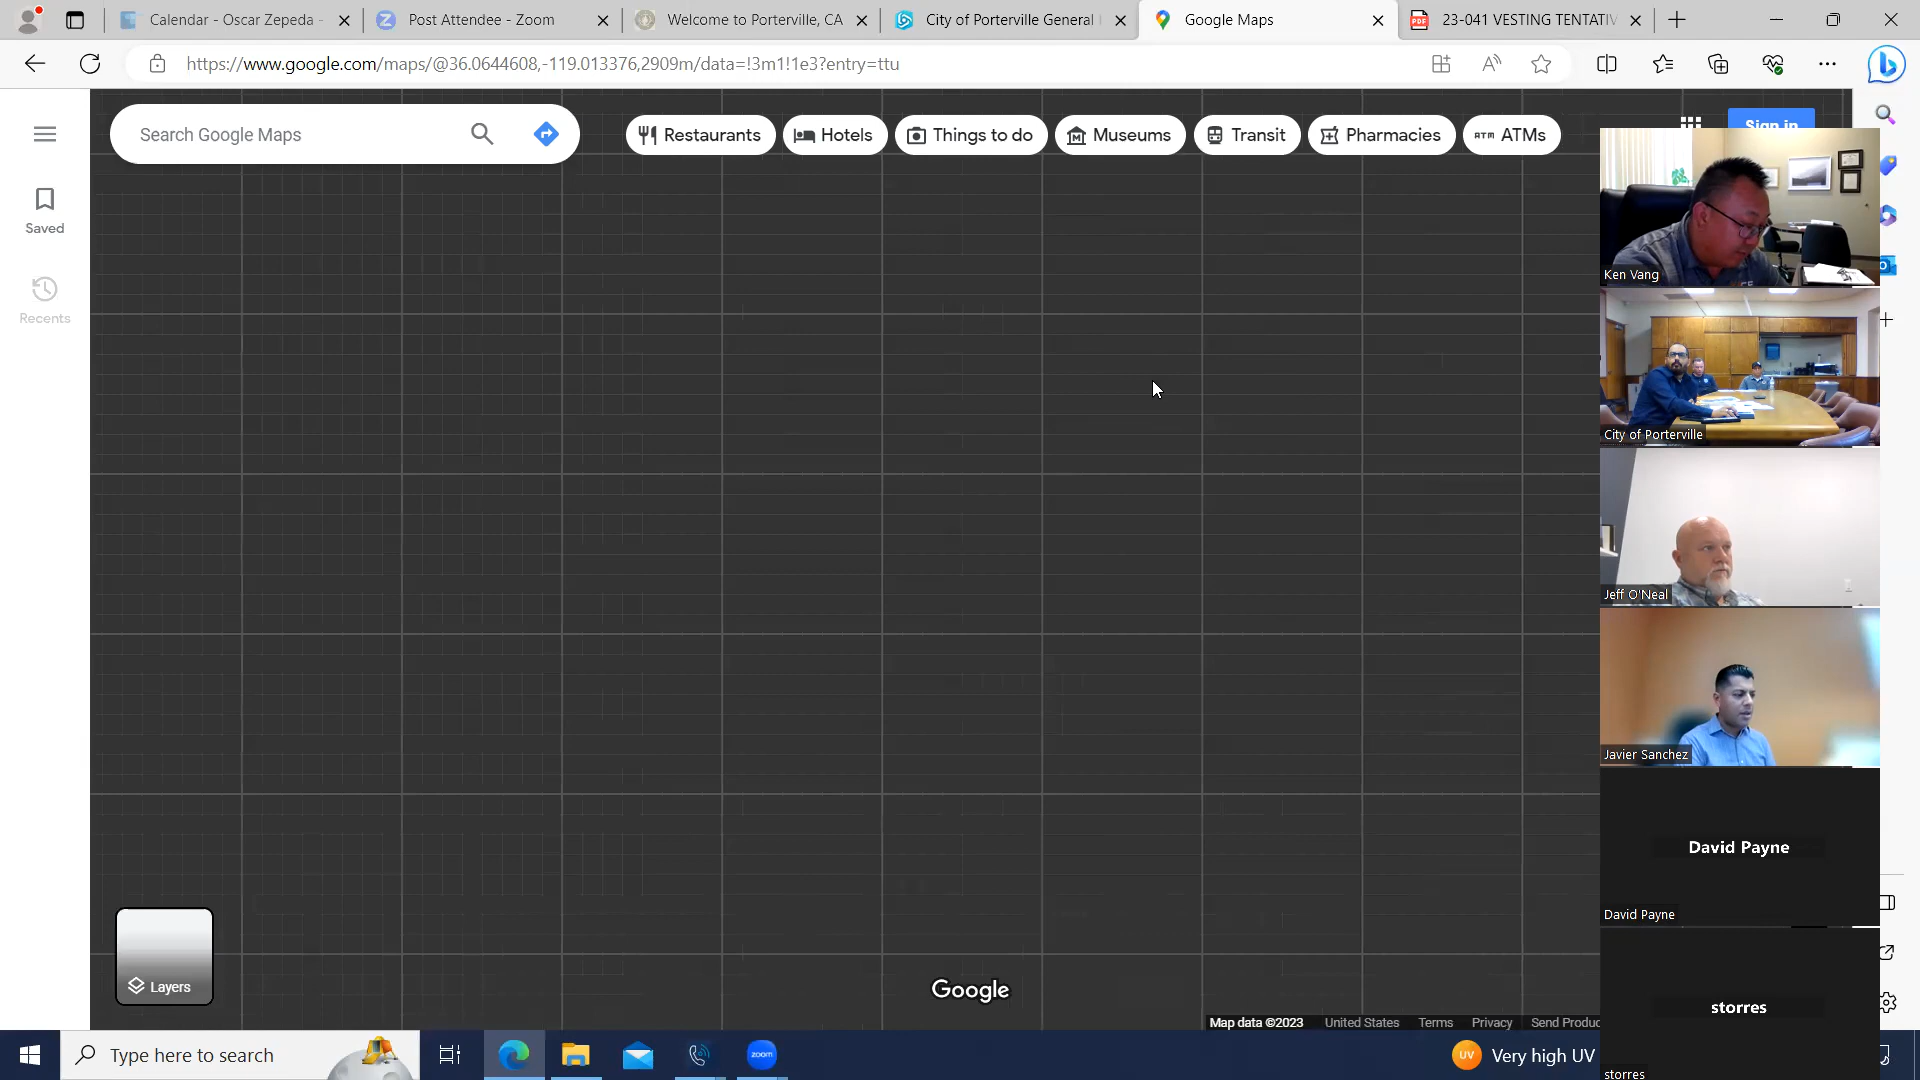 Calendar - Oscar Zepeda -
Post Attendee - Zoom
Welcome to Porterville, CA
City of Porterville General
Google Maps
23-041 VESTING TENTATIV
https://www.google.com/maps/@36.0644608,-119.013376,2909m/data=!3m1!1e3?entry=ttu
Search Google Maps
Restaurants
Hotels
Things to do
Museums
Transit
Pharmacies
ATM ATMs
Sign in
Saved
Recents
Ken Vang
City of Porterville
Jeff O'Neal
Javier Sanchez
David Payne
David Payne
storres
storres
Layers
Google
Map data ©2023
United States
Terms
Privacy
Send Produc
Type here to search
zoom
UV
Very high UV